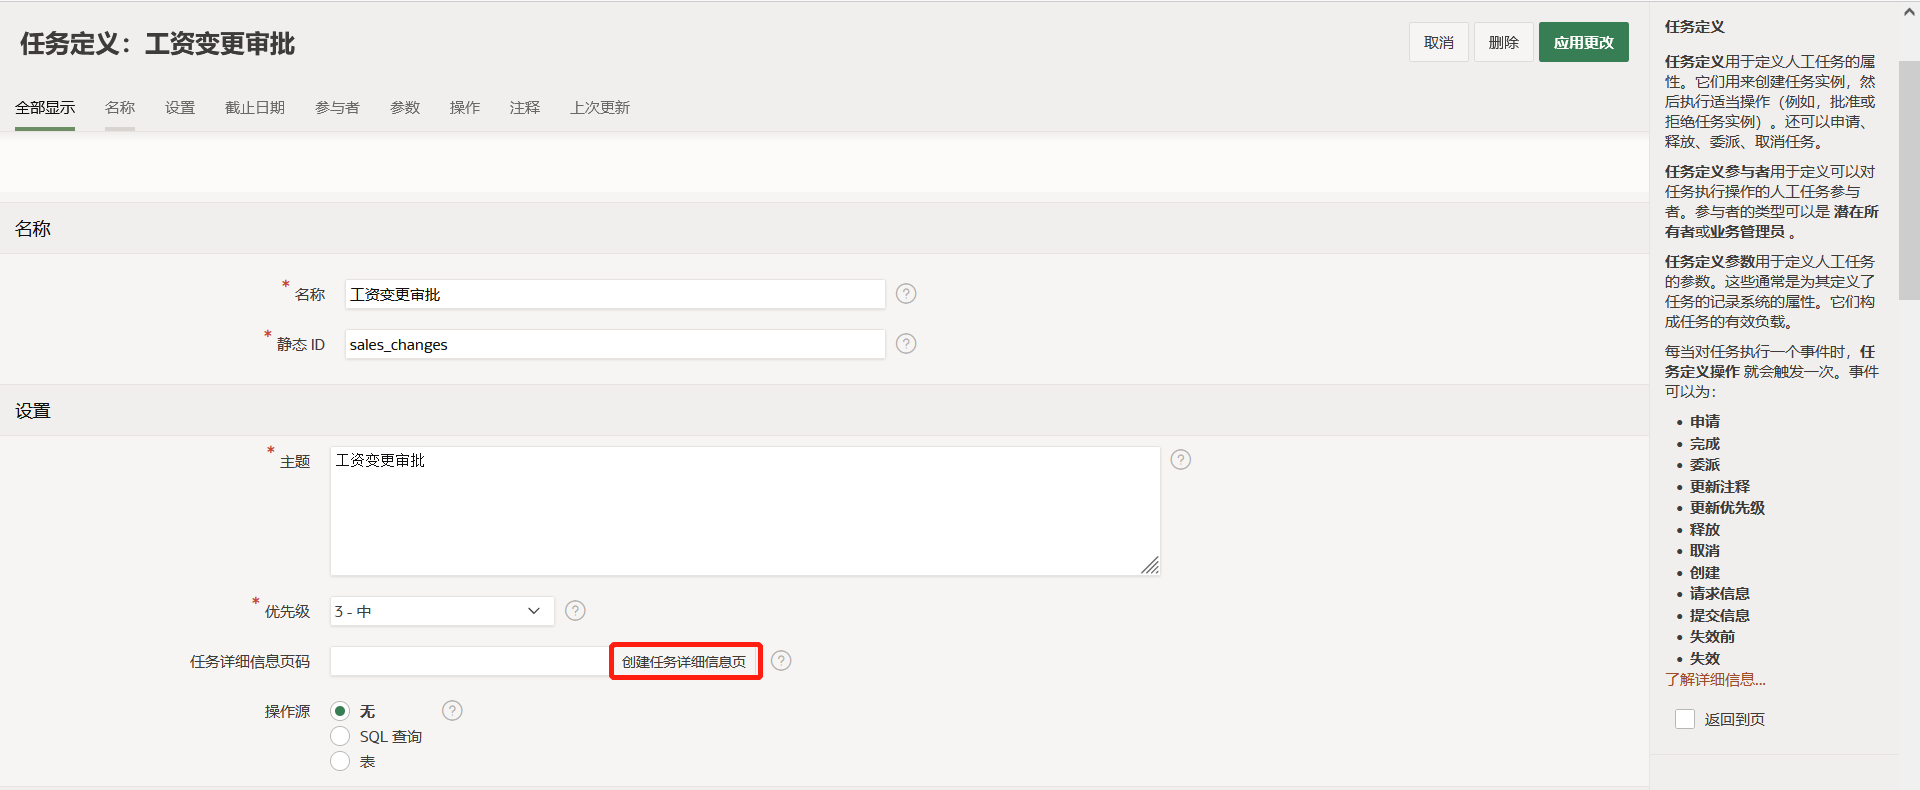 任务定义：工资变更审批
取消
删除
应用更改
全部显示
名称
设置
截止日期
参与者
参数
操作
注释
上次更新
名称
* 名称
工资变更审批
?
* 静态 ID
sales_changes
?
设置
* 主题
工资变更审批
?
* 优先级
3 - 中
?
任务详细信息页码
创建任务详细信息页
?
操作源
无
?
SQL 查询
表
任务定义
任务定义用于定义人工任务的属
性。它们用来创建任务实例，然
后执行适当操作（例如，批准或
拒绝任务实例）。还可以申请、
释放、委派、取消任务。
任务定义参与者用于定义可以对
任务执行操作的人工任务参与
者。参与者的类型可以是 潜在所
有者或业务管理员 。
任务定义参数用于定义人工任务
的参数。这些通常是为其定义了
任务的记录系统的属性。它们构
成任务的有效负载。
每当对任务执行一个事件时，任
务定义操作 就会触发一次。事件
可以为：
• 申请
• 完成
• 委派
• 更新注释
• 更新优先级
• 释放
• 取消
• 创建
• 请求信息
• 提交信息
• 失效前
• 失效
了解详细信息...
返回到页